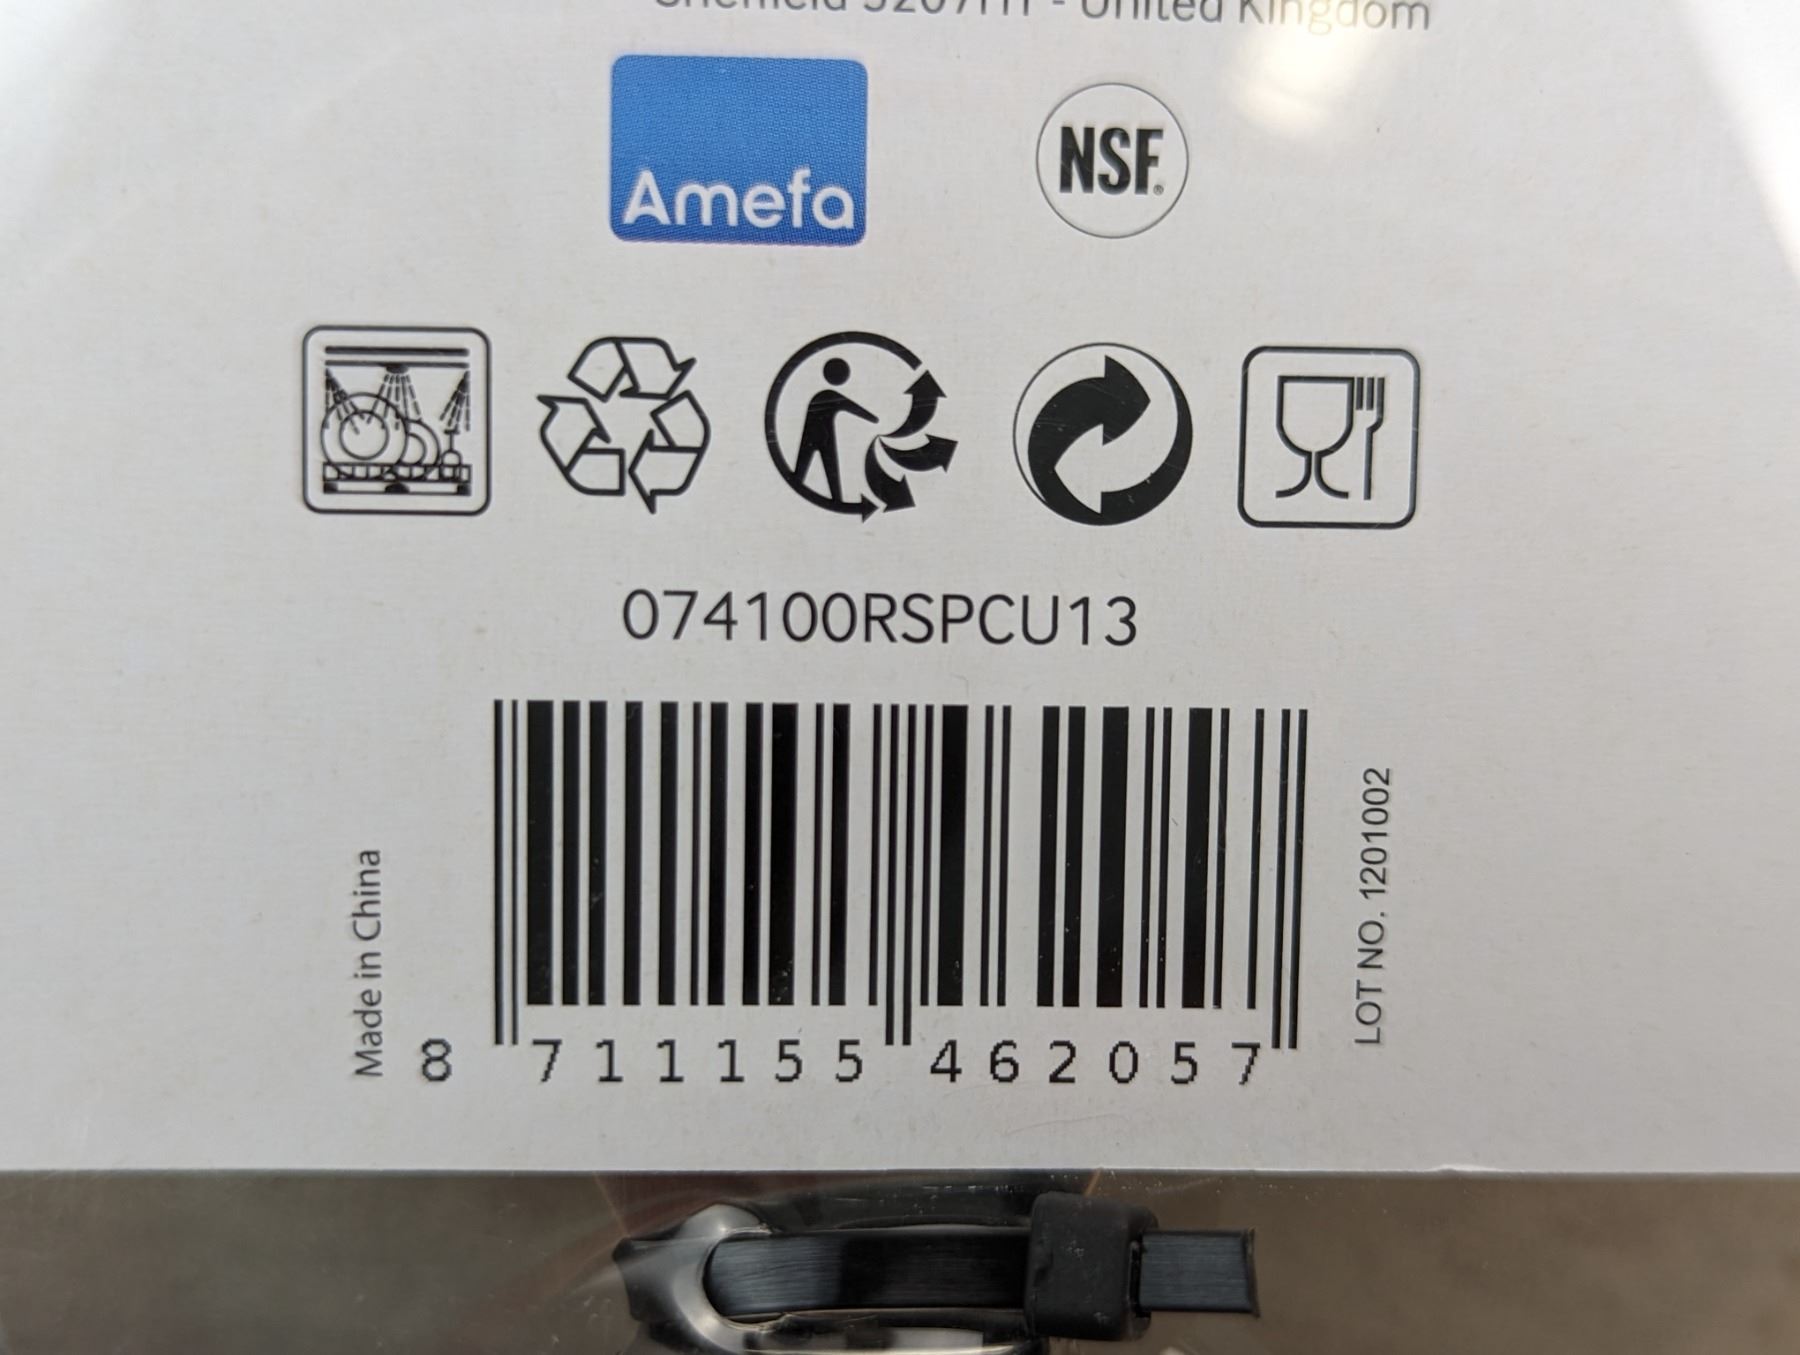 - United Kingdom
Amefa
NSF®
074100RSPCU13
Made in China
LOT NO. 1201002
8 711155 462057